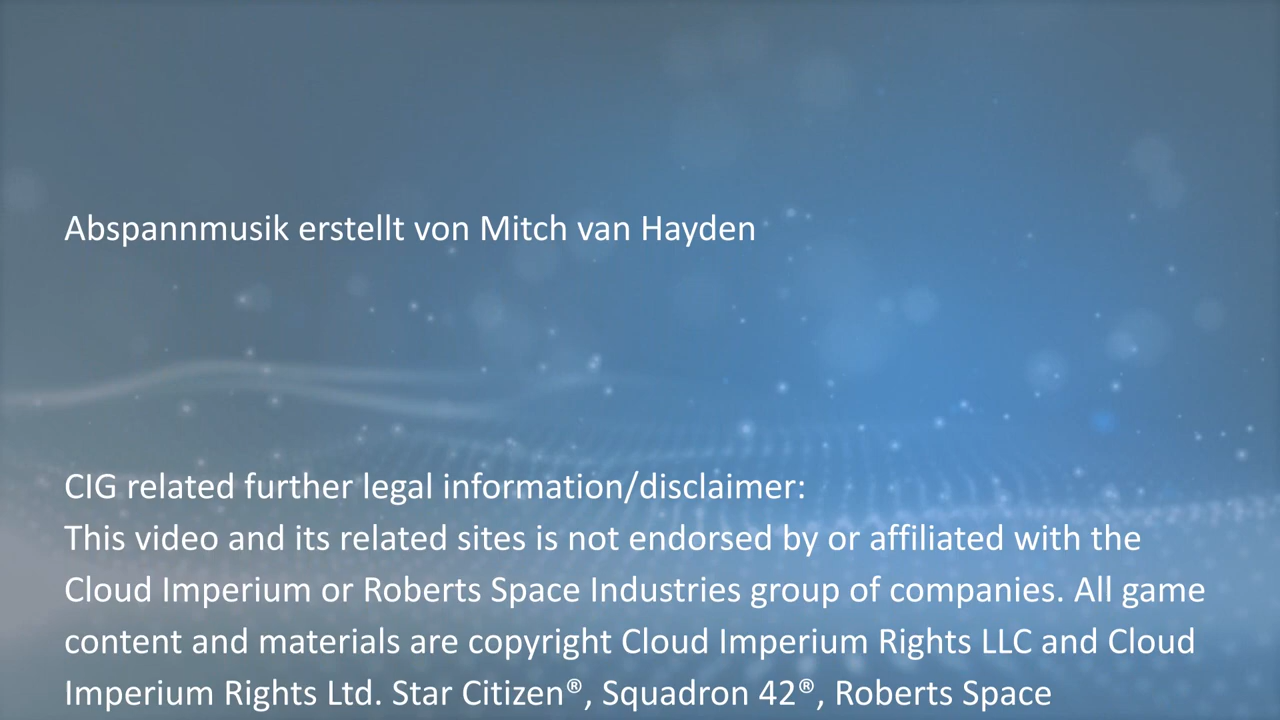 Abspannmusik erstellt von Mitch van Hayden
CIG related further legal information/disclaimer:
This video and its related sites is not endorsed by or affiliated with the
Cloud Imperium or Roberts Space Industries group of companies. All game
content and materials are copyright Cloud Imperium Rights LLC and Cloud
Imperium Rights Ltd. Star Citizen®, Squadron 42®, Roberts Space